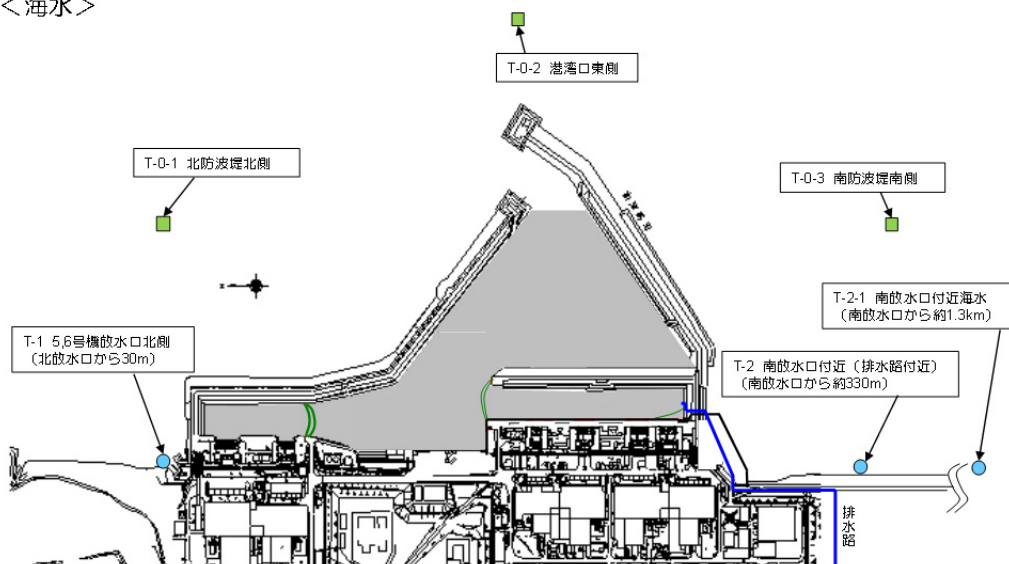 ＜海水＞
T-0-2 港湾口東側
T-0-1 北防波堤北側
T-0-3 南防波堤南側
T-2-1 南放水口付近海水
（南放水口から約1.3km）
T-1 5,6号機放水口北側
（北放水口から30m）
T-2 南放水口付近（排水路付近）
（南放水口から約330m）
排水路